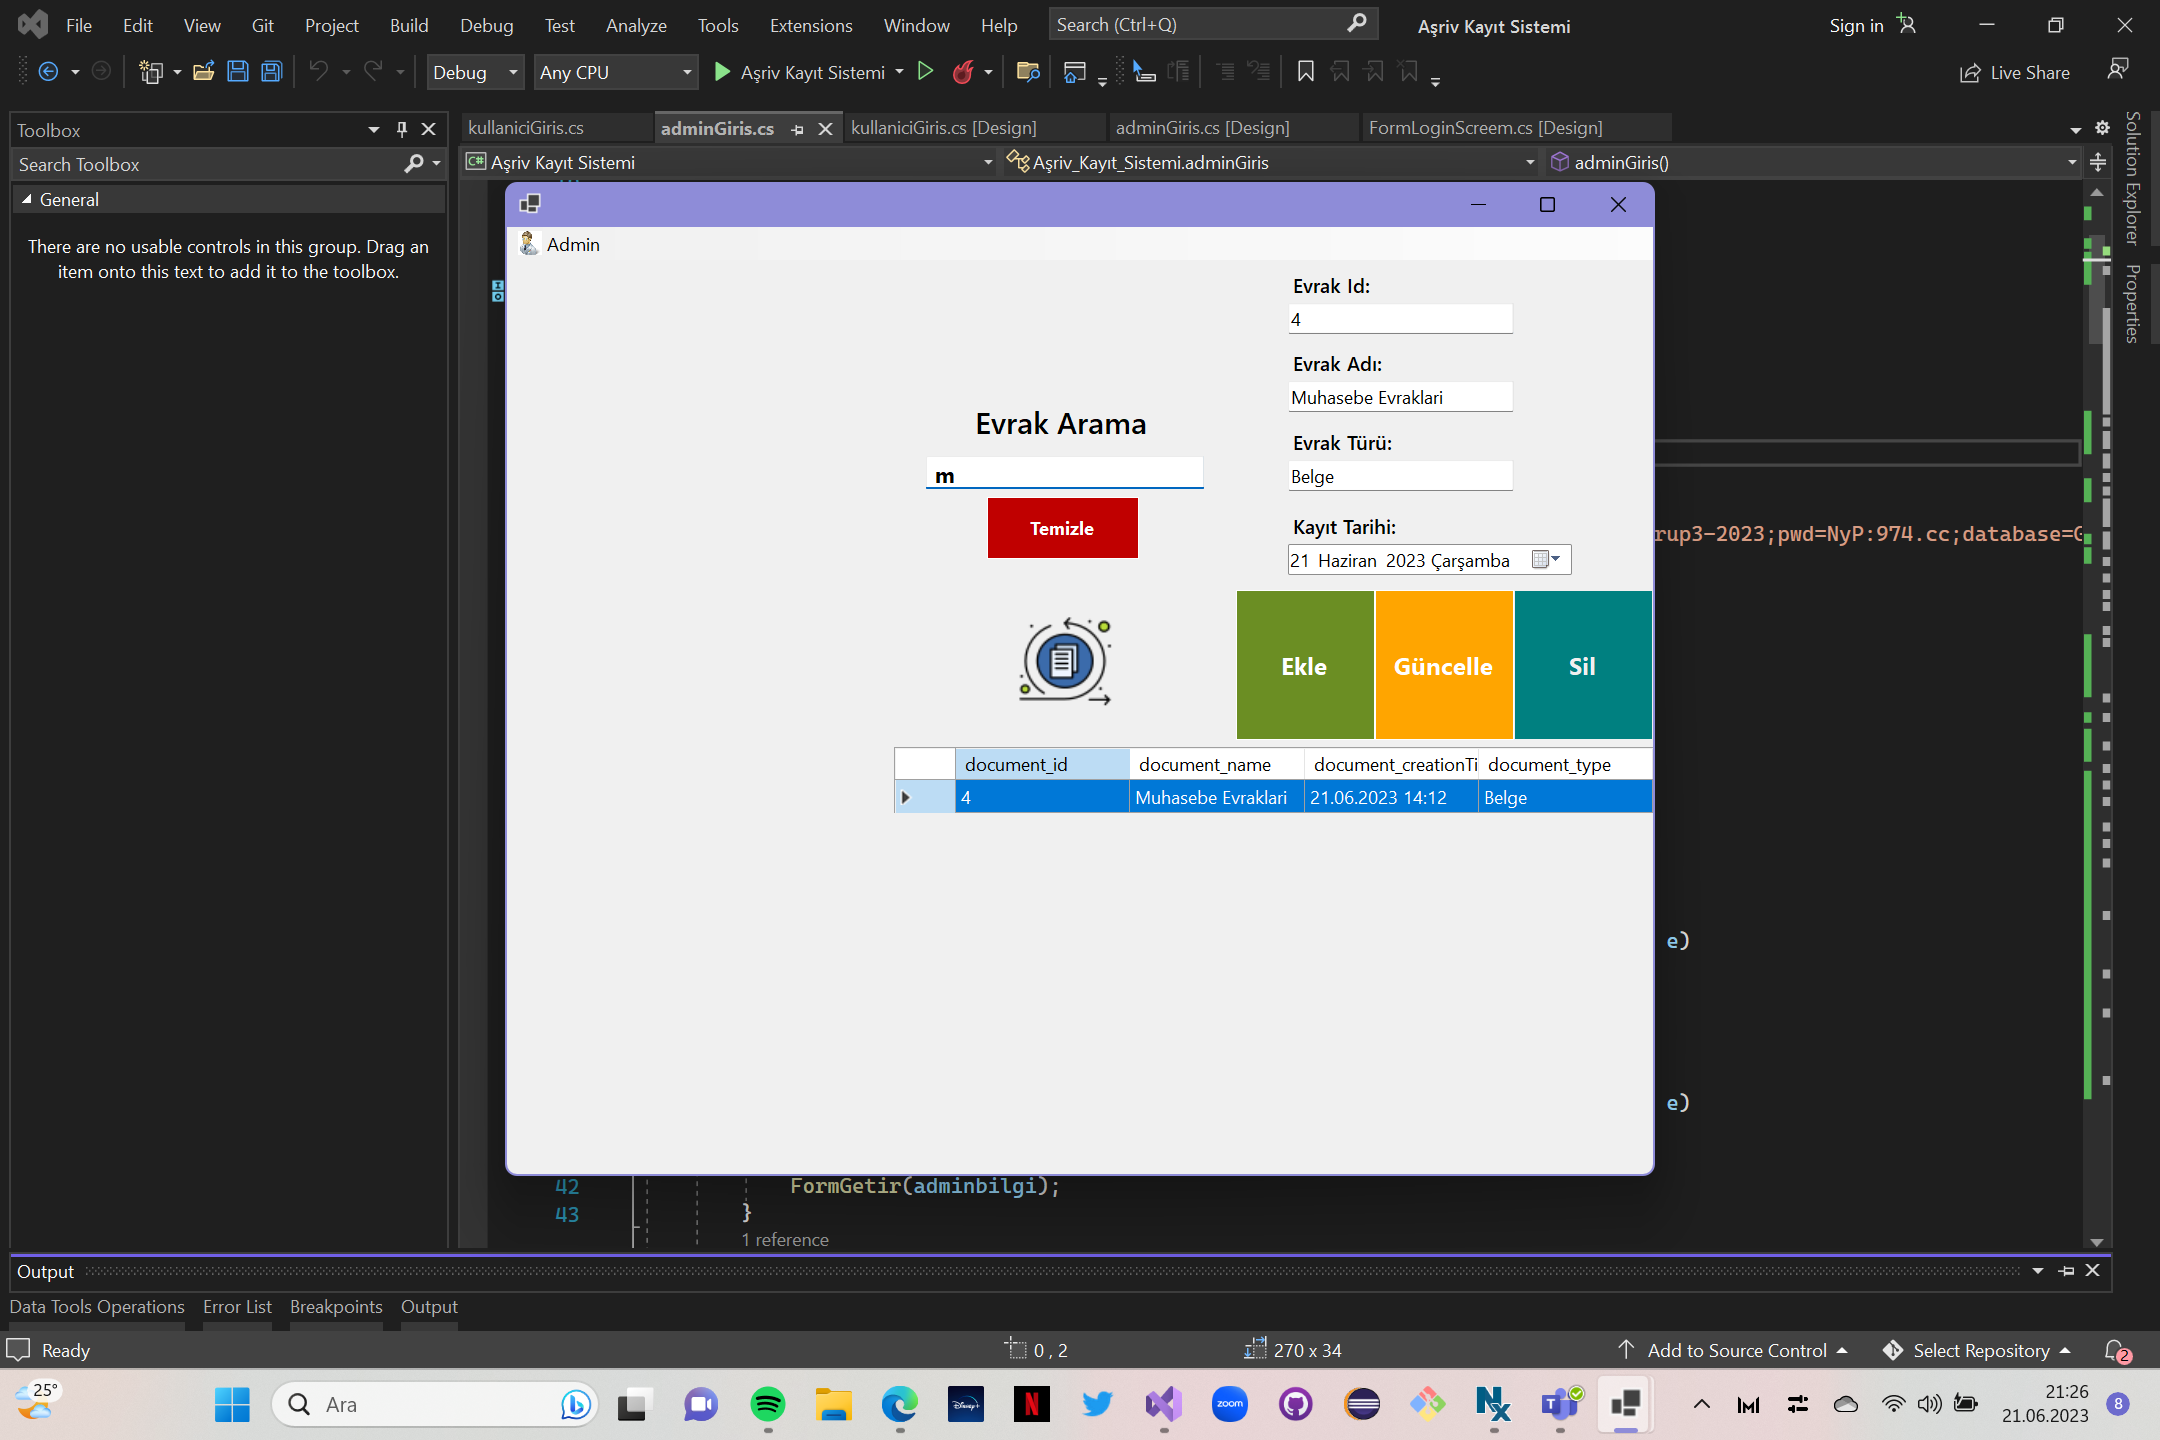 File Edit View Git Project Build Debug Test Analyze Tools Extensions Window Help Search (Ctrl+Q) Aşriv Kayıt Sistemi Sign in
Debug Any CPU Aşriv Kayıt Sistemi Live Share
Toolbox
Search Toolbox
General
There are no usable controls in this group. Drag an
item onto this text to add it to the toolbox.
kullaniciGiris.cs adminGiris.cs kullaniciGiris.cs [Design] adminGiris.cs [Design] FormLoginScreem.cs [Design]
C# Aşriv Kayıt Sistemi Aşriv_Kayıt_Sistemi.adminGiris adminGiris()
Solution Explorer
Properties
Admin
Evrak Id:
4
Evrak Adı:
Muhasebe Evraklari
Evrak Arama
Evrak Türü:
m
Belge
Temizle
Kayıt Tarihi:
21 Haziran 2023 Çarşamba
rup3-2023;pwd=NyP:974.cc;database=G
Ekle Güncelle Sil
document_id document_name document_creationTi document_type
4 Muhasebe Evraklari 21.06.2023 14:12 Belge
e)
e)
42 FormGetir(adminbilgi);
43 }
1 reference
Output
Data Tools Operations Error List Breakpoints Output
Ready 0 , 2 270 x 34 Add to Source Control Select Repository 2
25°
Ara
Disney+
N
zoom
21:26
21.06.2023
8